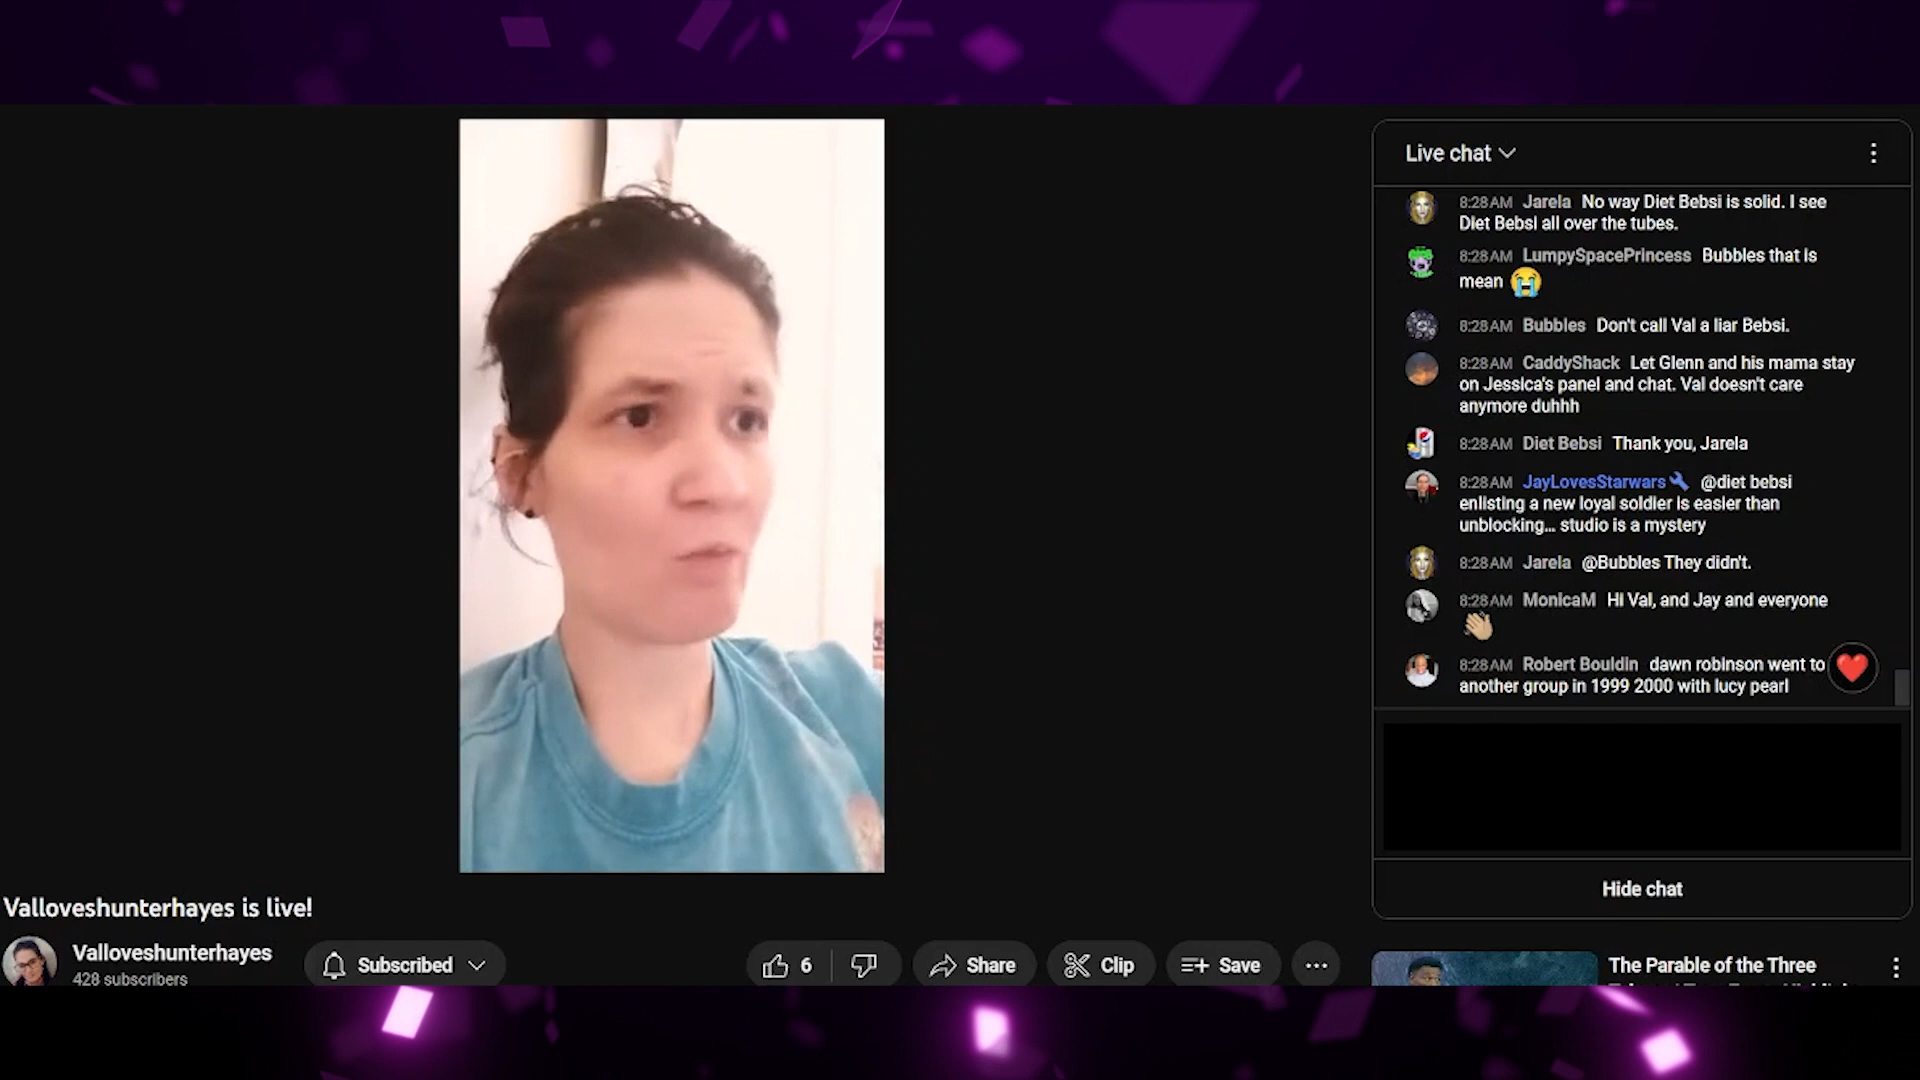 Live chat
8:28 AM Jarela No way Diet Bebsi is solid. I see
Diet Bebsi all over the tubes.
8:28 AM LumpySpacePrincess Bubbles that is
mean
8:28 AM Bubbles Don't call Val a liar Bebsi.
8:28 AM CaddyShack Let Glenn and his mama stay
on Jessica's panel and chat. Val doesn't care
anymore duhhh
8:28 AM Diet Bebsi Thank you, Jarela
8:28 AM JayLovesStarwars @diet bebsi
enlisting a new loyal soldier is easier than
unblocking... studio is a mystery
8:28 AM Jarela @Bubbles They didn't.
8:28 AM MonicaM Hi Val, and Jay and everyone
8:28 AM Robert Bouldin dawn robinson went to
another group in 1999 2000 with lucy pearl
Hide chat
Valloveshunterhayes is live!
Valloveshunterhayes
428 subscribers
Subscribed
6
Share
Clip
Save
The Parable of the Three